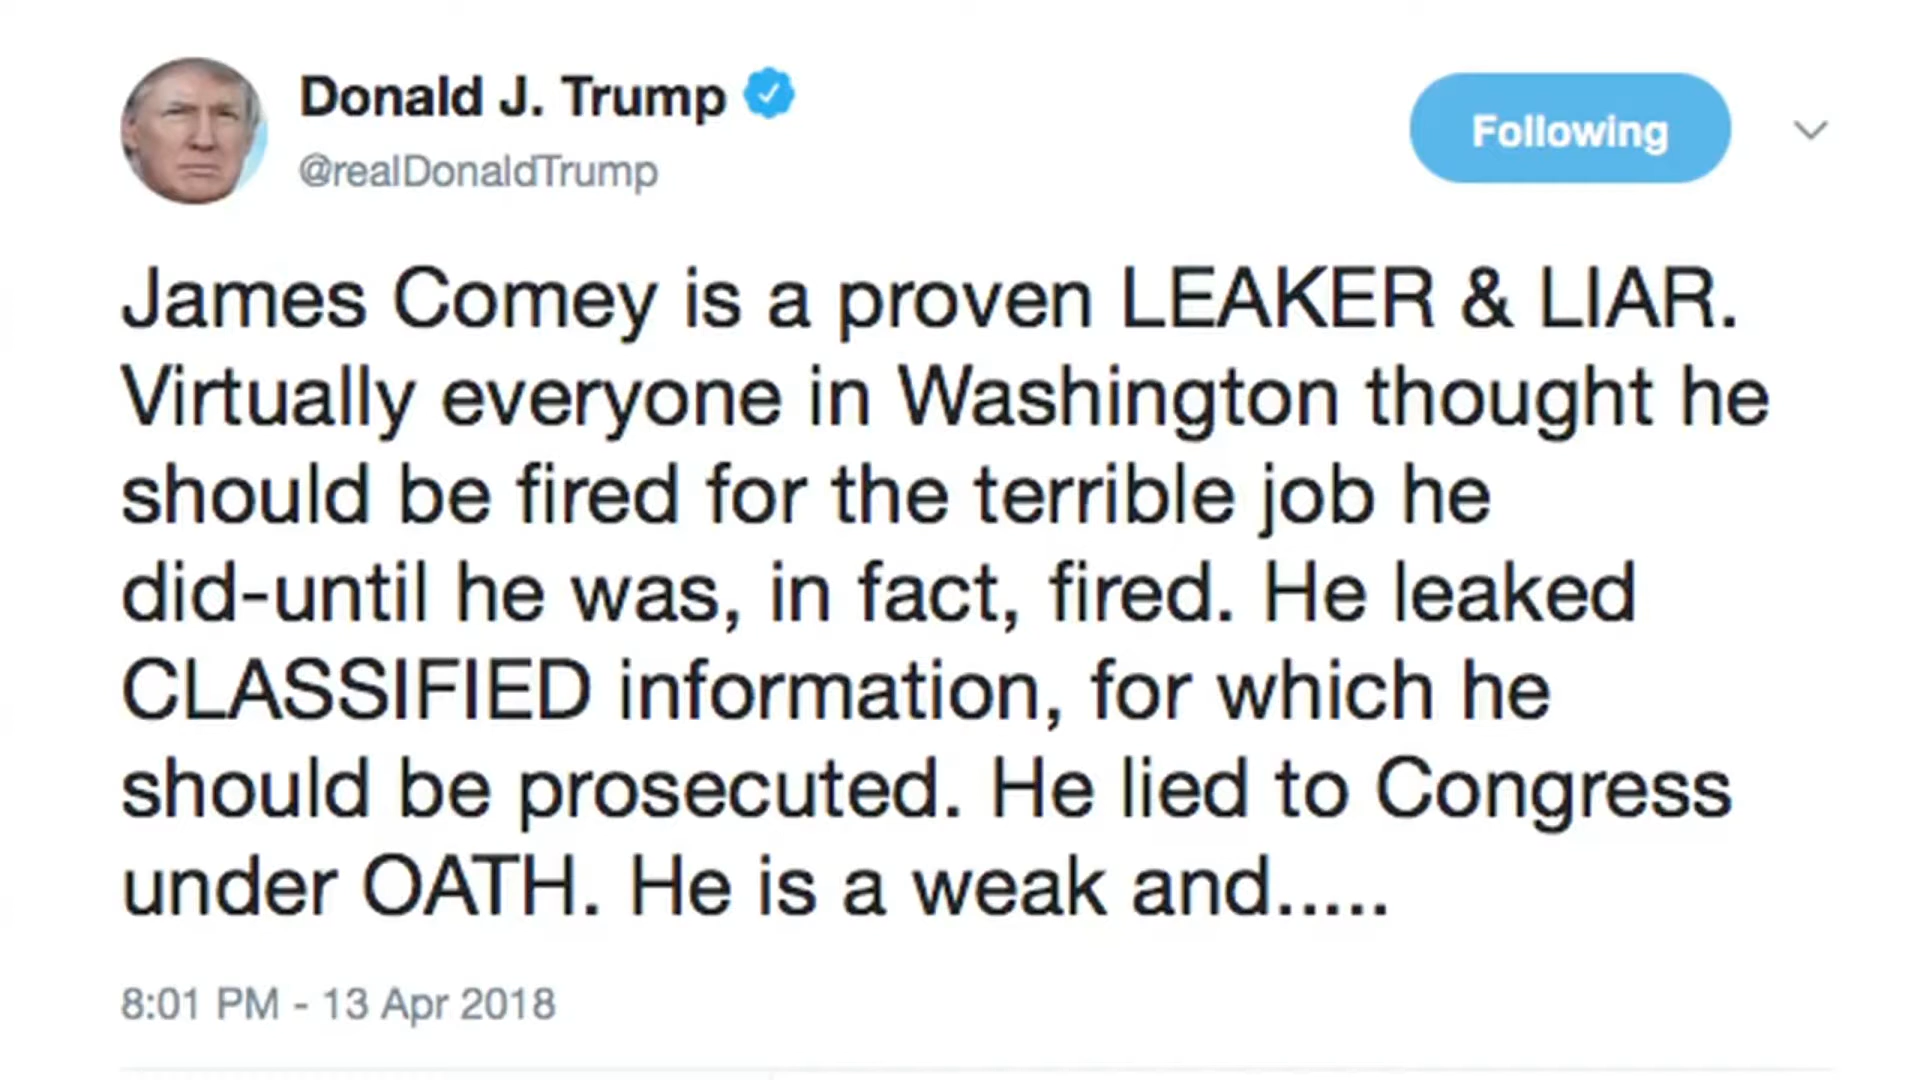 Donald J. Trump
@realDonaldTrump
Following
James Comey is a proven LEAKER & LIAR.
Virtually everyone in Washington thought he
should be fired for the terrible job he
did-until he was, in fact, fired. He leaked
CLASSIFIED information, for which he
should be prosecuted. He lied to Congress
under OATH. He is a weak and.....
8:01 PM - 13 Apr 2018